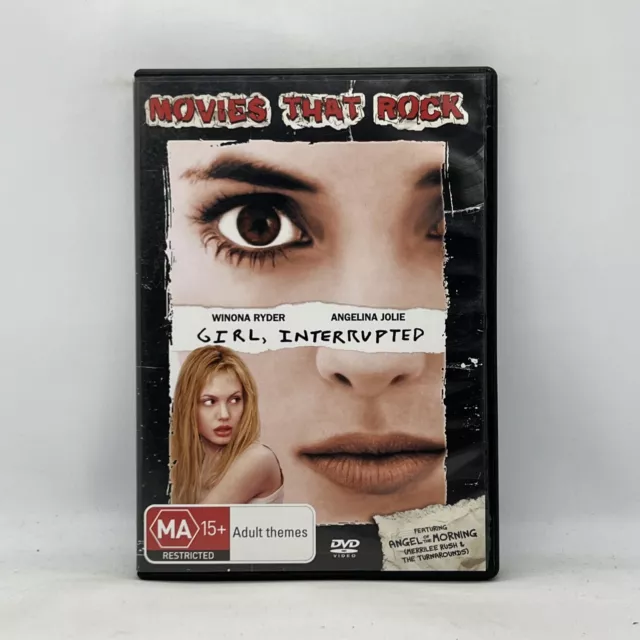 MOVIES THAT ROCK
WINONA RYDER ANGELINA JOLIE
GIRL, INTERRUPTED
MA 15+ Adult themes
RESTRICTED
DVD
VIDEO
FEATURING
ANGEL OF THE MORNING
(MERRILEE RUSH &
THE TURNAROUNDS)